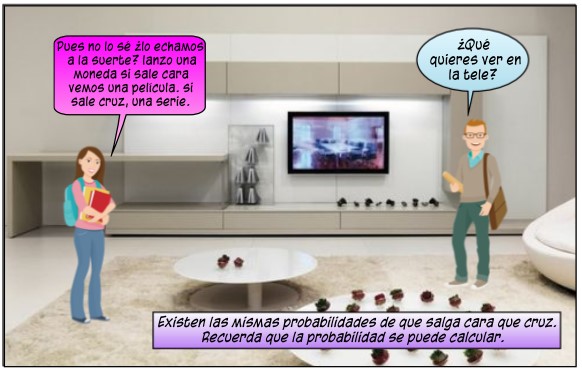 ¿Qué
quieres ver en
la tele?
Pues no lo sé ¿lo echamos
a la suerte? lanzo una
moneda si sale cara
vemos una película. si
sale cruz, una serie.
Existen las mismas probabilidades de que salga cara que cruz.
Recuerda que la probabilidad se puede calcular.